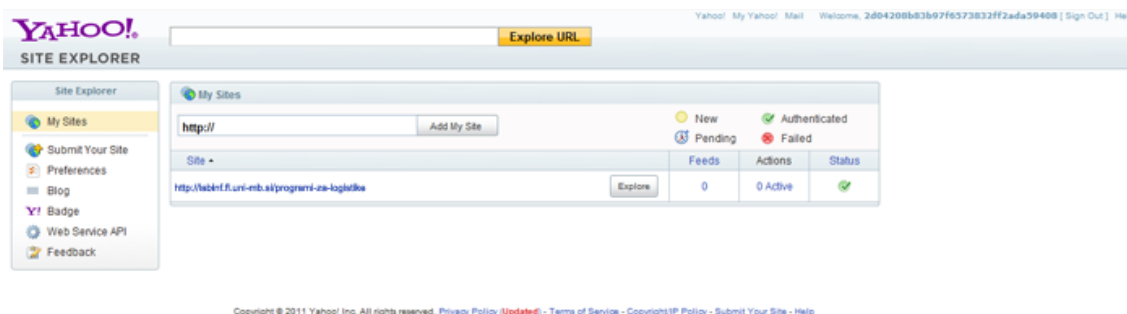 Yahoo! My Yahoo! Mail Welcome, 2d04208b83b97f6573832ff2ada59408 [ Sign Out ] Hel
YAHOO!
SITE EXPLORER
Explore URL
Site Explorer
My Sites
Submit Your Site
Preferences
Blog
Y! Badge
Web Service API
Feedback
My Sites
http:// Add My Site
New Authenticated
Pending Failed
Site Feeds Actions Status
http://labinf.fl.uni-mb.si/programi-za-logistike Explore 0 0 Active
Copyright © 2011 Yahoo! Inc. All rights reserved. Privacy Policy (Updated) - Terms of Service - Copyright/IP Policy - Submit Your Site - Help